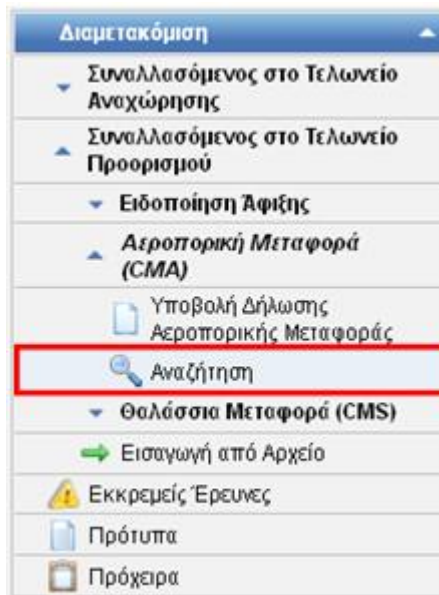 Διαμετακόμιση
Συναλλασόμενος στο Τελωνείο
Αναχώρησης
Συναλλασόμενος στο Τελωνείο
Προορισμού
Ειδοποίηση Άφιξης
Αεροπορική Μεταφορά
(CMA)
Υποβολή Δήλωσης
Αεροπορικής Μεταφοράς
Αναζήτηση
Θαλάσσια Μεταφορά (CMS)
Εισαγωγή από Αρχείο
Εκκρεμείς Έρευνες
Πρότυπα
Πρόχειρα